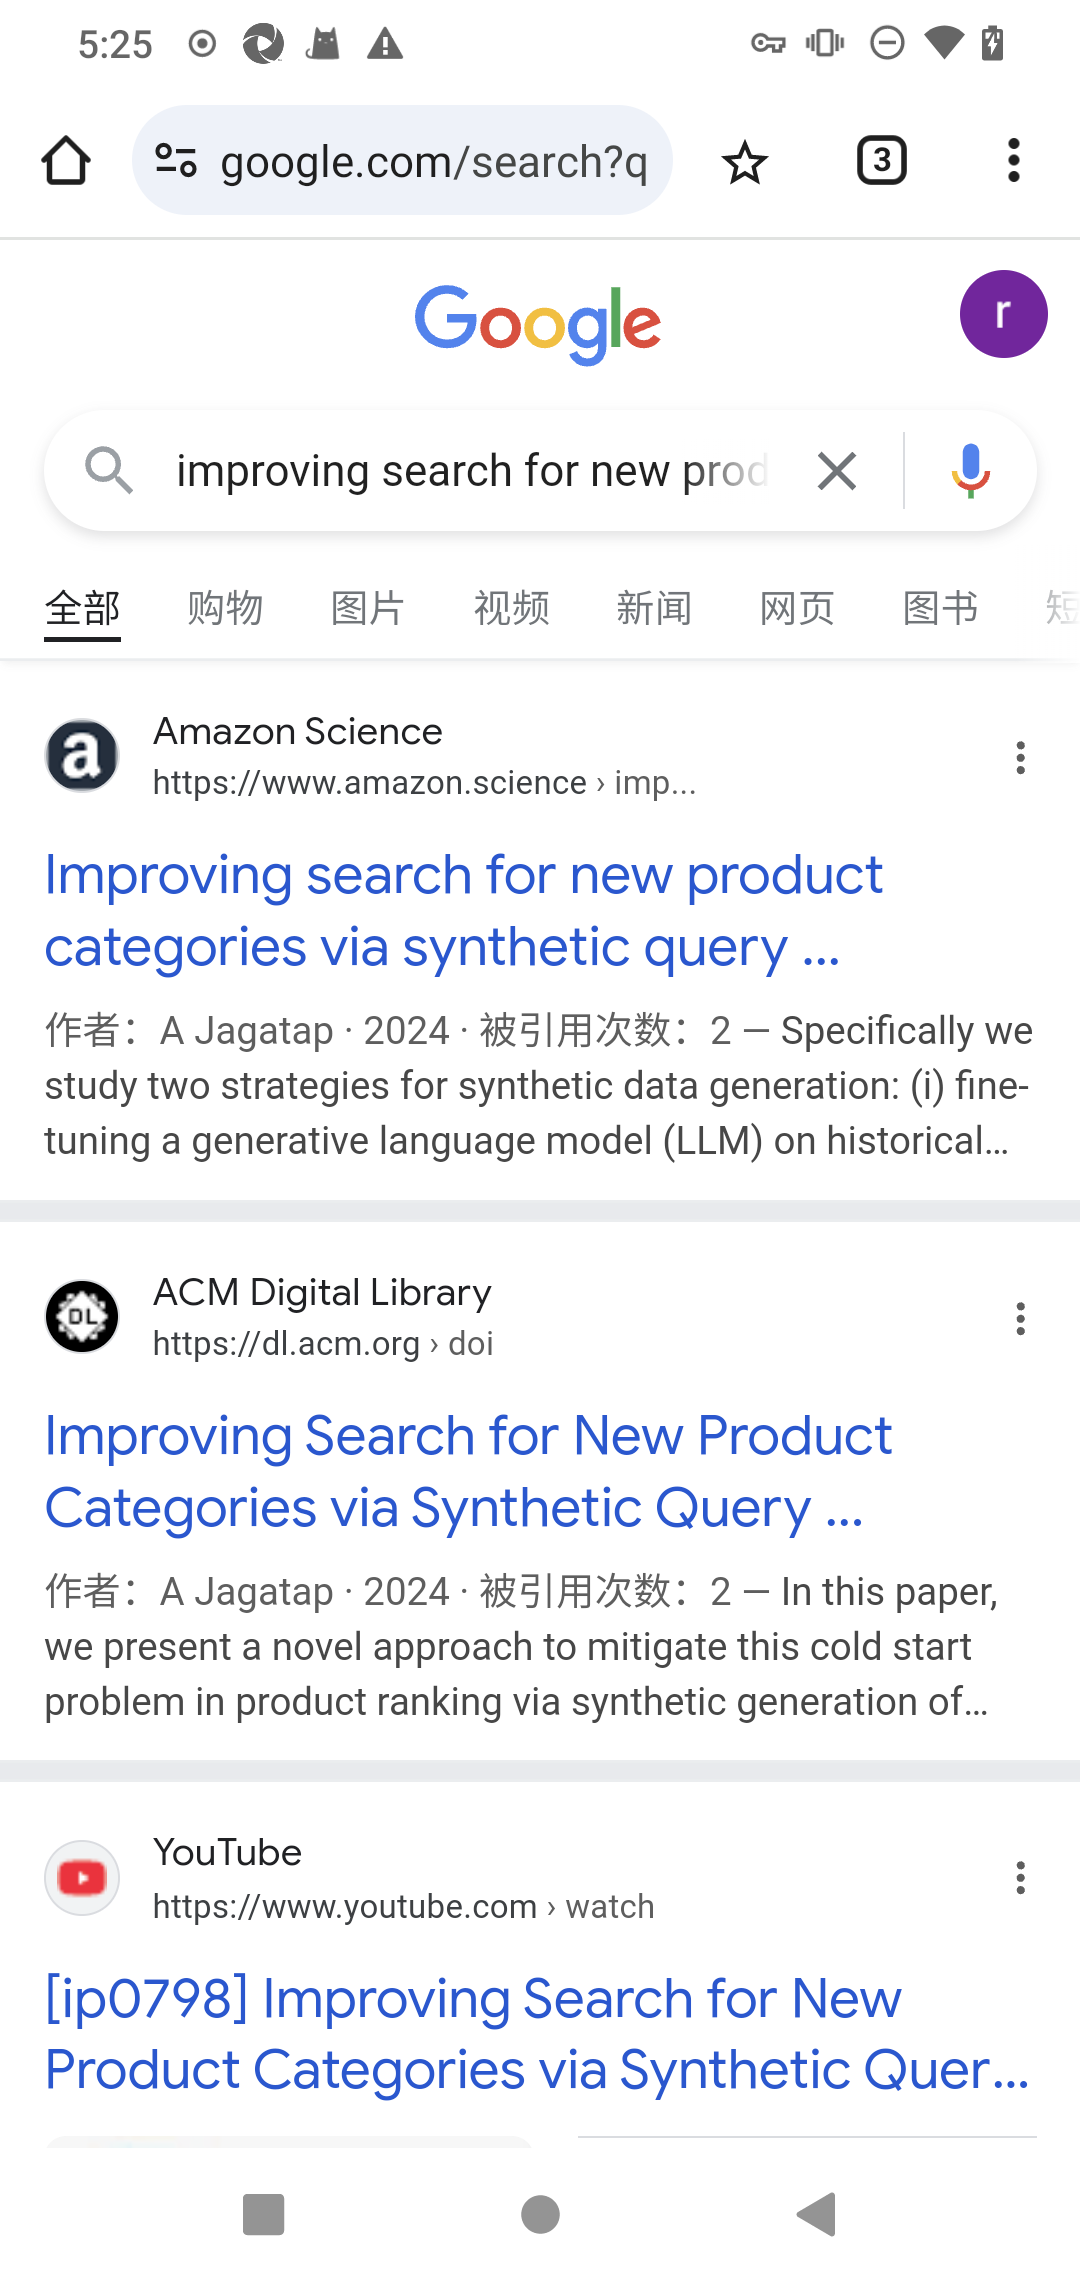 5:25
google.com/search?q
3
Google
r
improving search for new prod
全部 购物 图片 视频 新闻 网页 图书 短
Amazon Science
https://www.amazon.science › imp...
Improving search for new product
categories via synthetic query ...
作者：A Jagatap · 2024 · 被引用次数：2 — Specifically we
study two strategies for synthetic data generation: (i) fine-
tuning a generative language model (LLM) on historical...
DL
ACM Digital Library
https://dl.acm.org › doi
Improving Search for New Product
Categories via Synthetic Query ...
作者：A Jagatap · 2024 · 被引用次数：2 — In this paper,
we present a novel approach to mitigate this cold start
problem in product ranking via synthetic generation of...
YouTube
https://www.youtube.com › watch
[ip0798] Improving Search for New
Product Categories via Synthetic Quer...